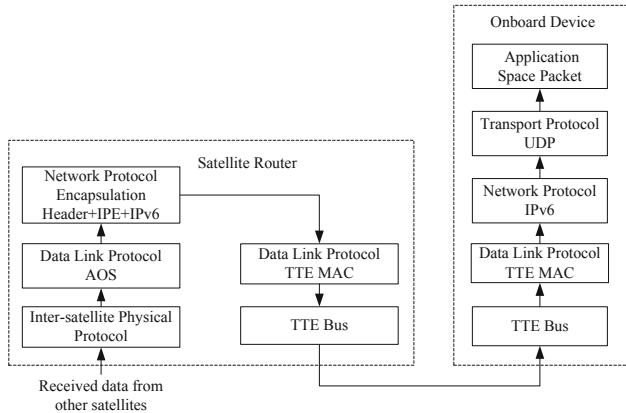 Onboard Device
Application
Space Packet
Transport Protocol
UDP
Network Protocol
IPv6
Data Link Protocol
TTE MAC
TTE Bus
Satellite Router
Network Protocol
Encapsulation
Header+IPE+IPv6
Data Link Protocol
AOS
Inter-satellite Physical
Protocol
Data Link Protocol
TTE MAC
TTE Bus
Received data from
other satellites